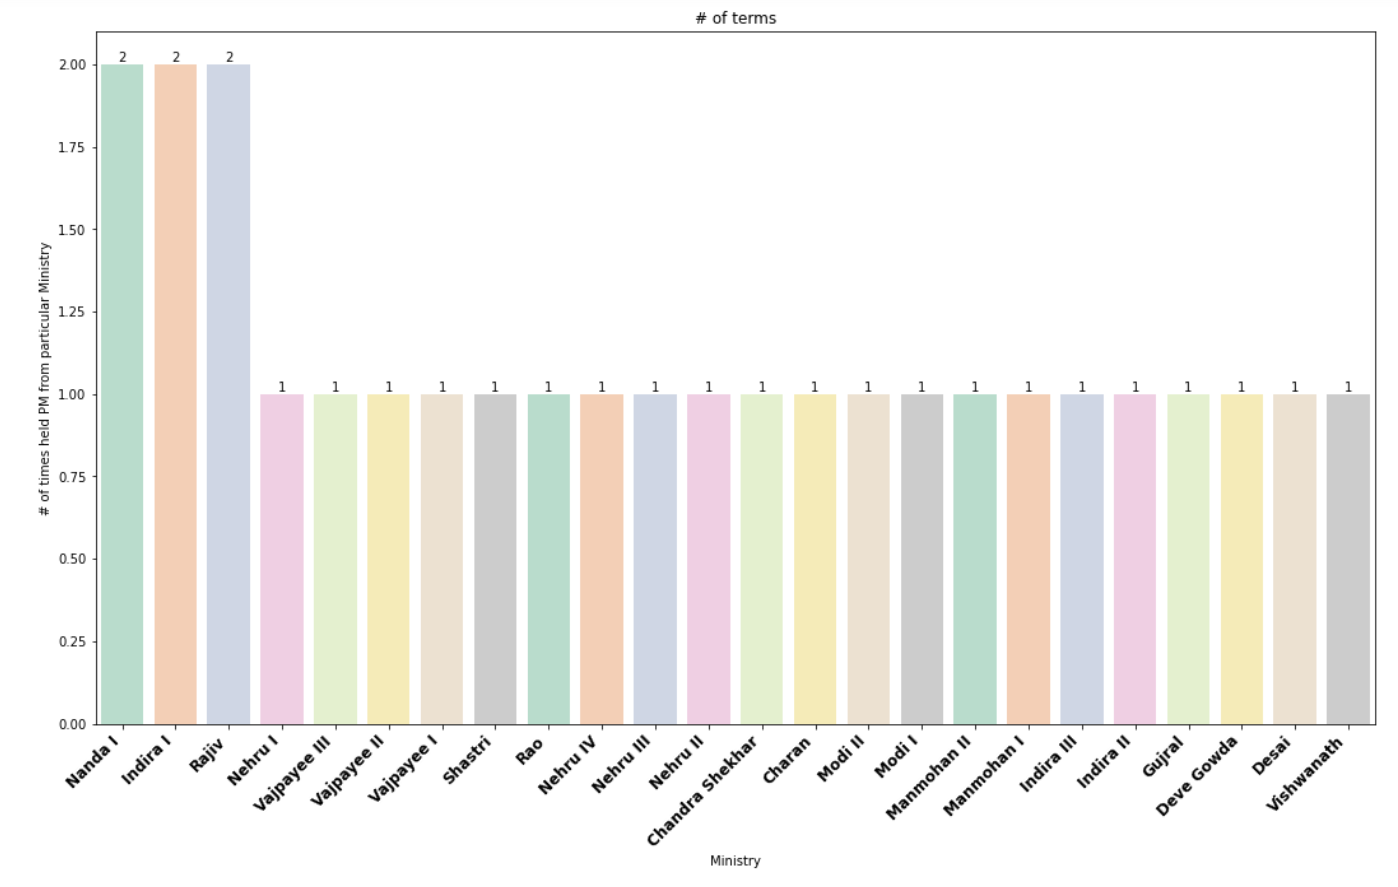 # of terms
# of times held PM from particular Ministry
2.00
1.75
1.50
1.25
1.00
0.75
0.50
0.25
0.00
2 2 2 1 1 1 1 1 1 1 1 1 1 1 1 1 1 1 1 1 1 1 1 1
Nanda I
Indira I
Rajiv
Nehru I
Vajpayee III
Vajpayee II
Vajpayee I
Shastri
Rao
Nehru IV
Nehru III
Nehru II
Chandra Shekhar
Charan
Modi II
Modi I
Manmohan II
Manmohan I
Indira III
Indira II
Gujral
Deve Gowda
Desai
Vishwanath
Ministry